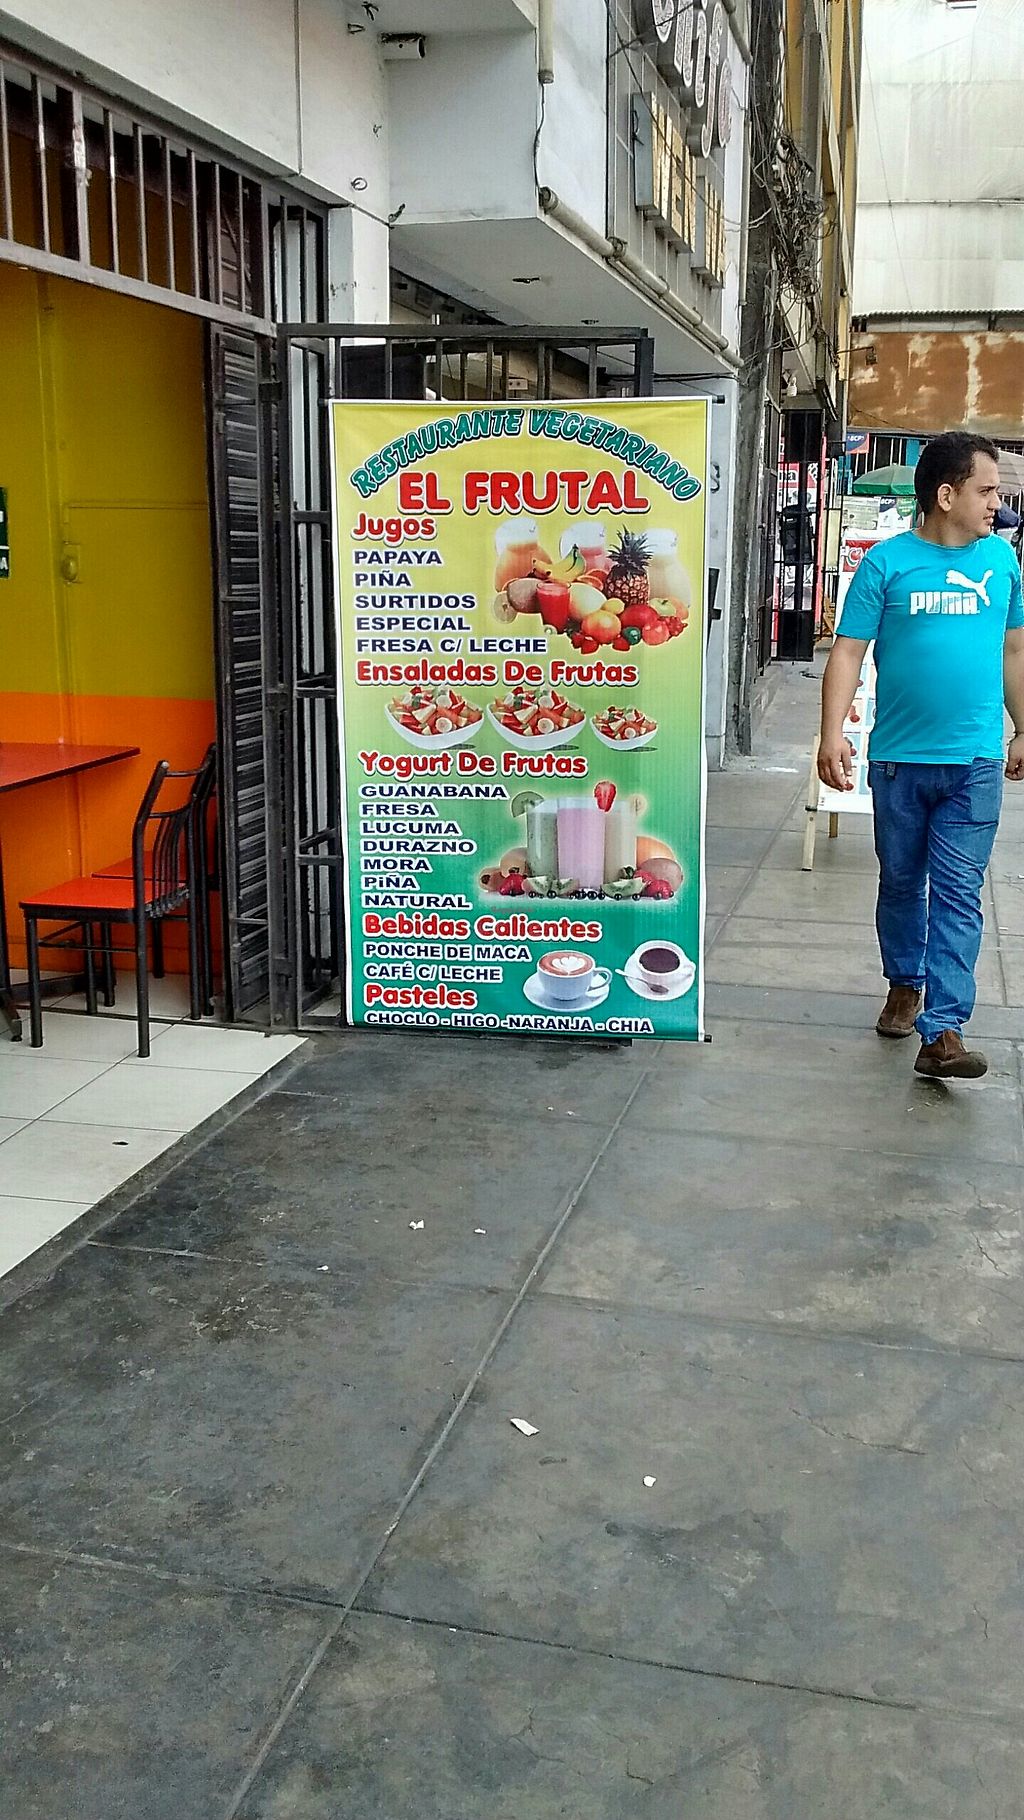 RESTAURANTE VEGETARIANO
EL FRUTAL
Jugos
PAPAYA
PIÑA
SURTIDOS
ESPECIAL
FRESA C/ LECHE
Ensaladas De Frutas
Yogurt De Frutas
GUANABANA
FRESA
LUCUMA
DURAZNO
MORA
PiÑA
NATURAL
Bebidas Calientes
PONCHE DE MACA
CAFÉ C/ LECHE
Pasteles
CHOCLO - HIGO -NARANJA - CHIA
PUMA